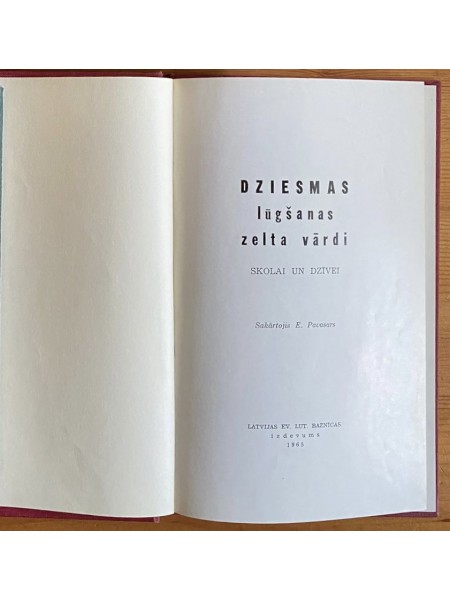 DZIESMAS
lūgšanas
zelta vārdi
SKOLAI UN DZĪVEI
Sakārtojis E. Pavasars
LATVIJAS EV. LUT. BAZNĪCAS
izdevums
1965